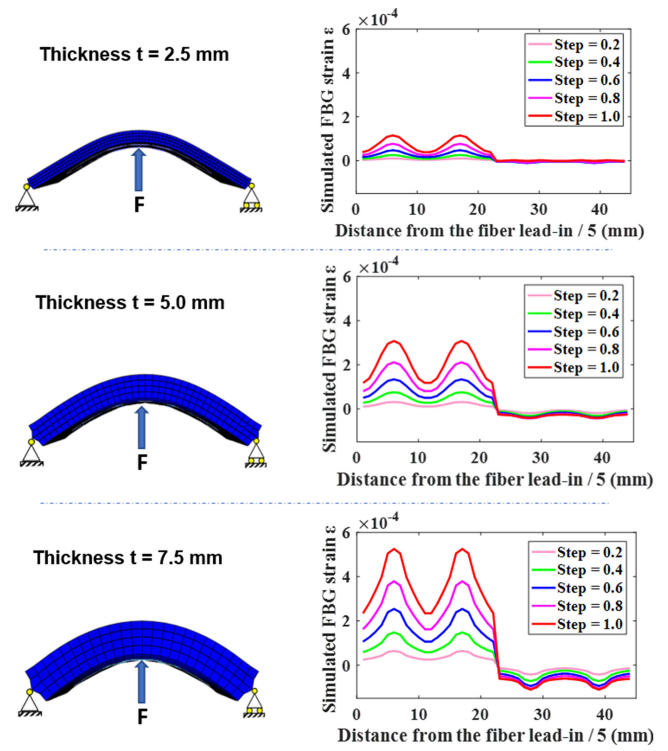 Thickness t = 2.5 mm
F
×10⁻⁴
6
4
2
0
Simulated FBG strain ε
Step = 0.2
Step = 0.4
Step = 0.6
Step = 0.8
Step = 1.0
0 10 20 30 40
Distance from the fiber lead-in / 5 (mm)
Thickness t = 5.0 mm
F
×10⁻⁴
6
4
2
0
Simulated FBG strain ε
Step = 0.2
Step = 0.4
Step = 0.6
Step = 0.8
Step = 1.0
0 10 20 30 40
Distance from the fiber lead-in / 5 (mm)
Thickness t = 7.5 mm
F
×10⁻⁴
6
4
2
0
Simulated FBG strain ε
Step = 0.2
Step = 0.4
Step = 0.6
Step = 0.8
Step = 1.0
0 10 20 30 40
Distance from the fiber lead-in / 5 (mm)